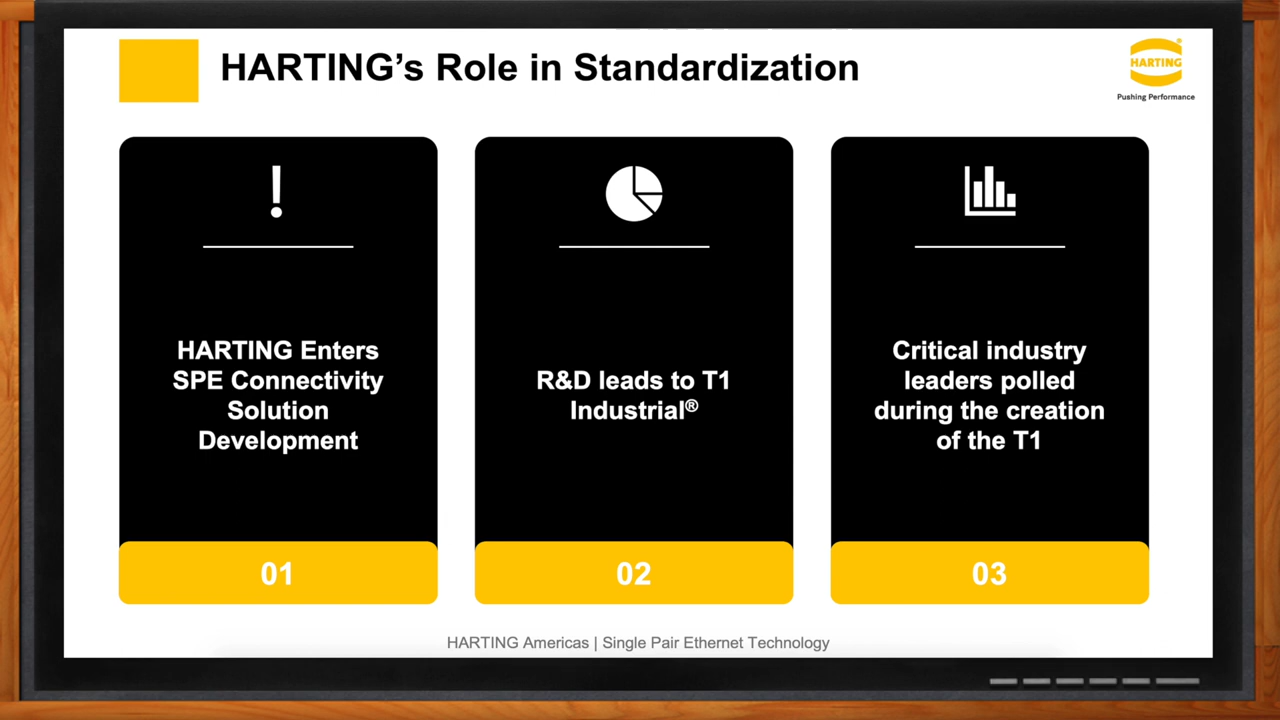 HARTING's Role in Standardization
HARTING
Pushing Performance
HARTING Enters
SPE Connectivity
Solution
Development
01
R&D leads to T1
Industrial®
02
Critical industry
leaders polled
during the creation
of the T1
03
HARTING Americas | Single Pair Ethernet Technology